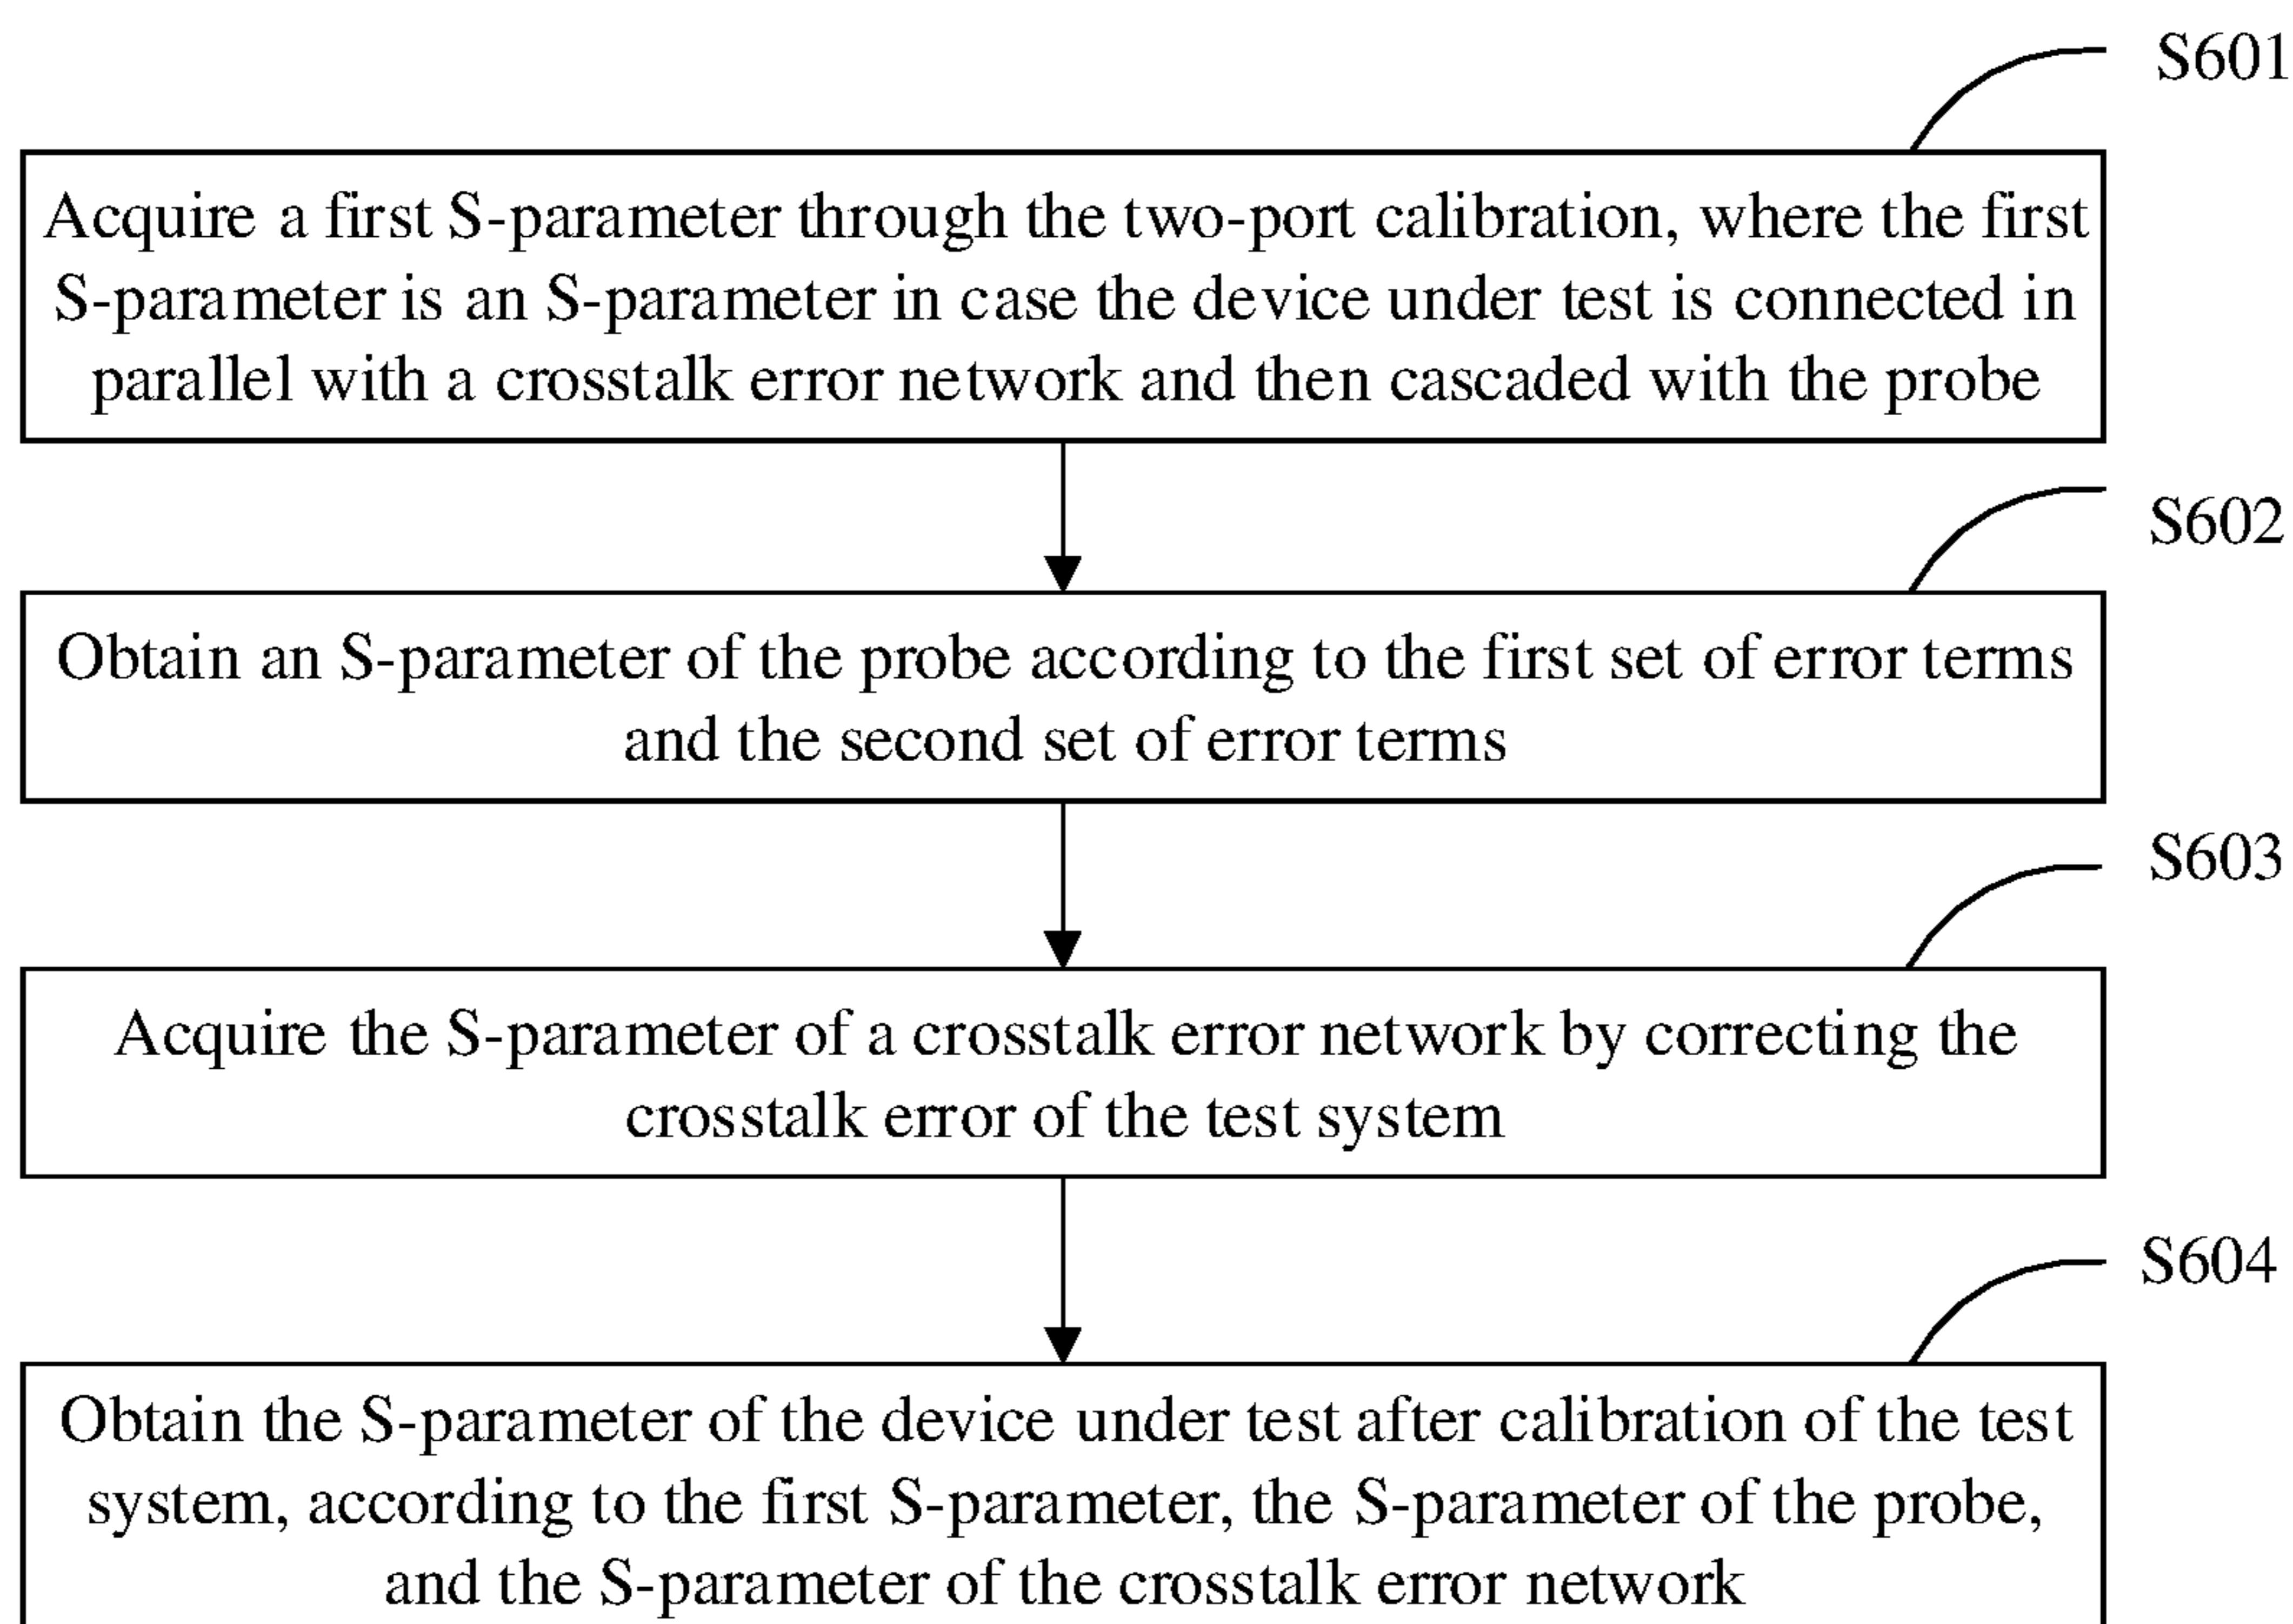 S601
Acquire a first S-parameter through the two-port calibration, where the first
S-parameter is an S-parameter in case the device under test is connected in
parallel with a crosstalk error network and then cascaded with the probe
S602
Obtain an S-parameter of the probe according to the first set of error terms
and the second set of error terms
S603
Acquire the S-parameter of a crosstalk error network by correcting the
crosstalk error of the test system
S604
Obtain the S-parameter of the device under test after calibration of the test
system, according to the first S-parameter, the S-parameter of the probe,
and the S-parameter of the crosstalk error network